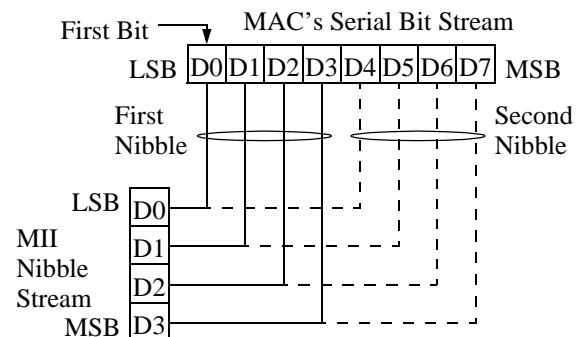 MAC's Serial Bit Stream
First Bit
LSB D0 D1 D2 D3 D4 D5 D6 D7 MSB
First
Nibble
Second
Nibble
LSB D0
D1
MII
Nibble
Stream
D2
MSB D3